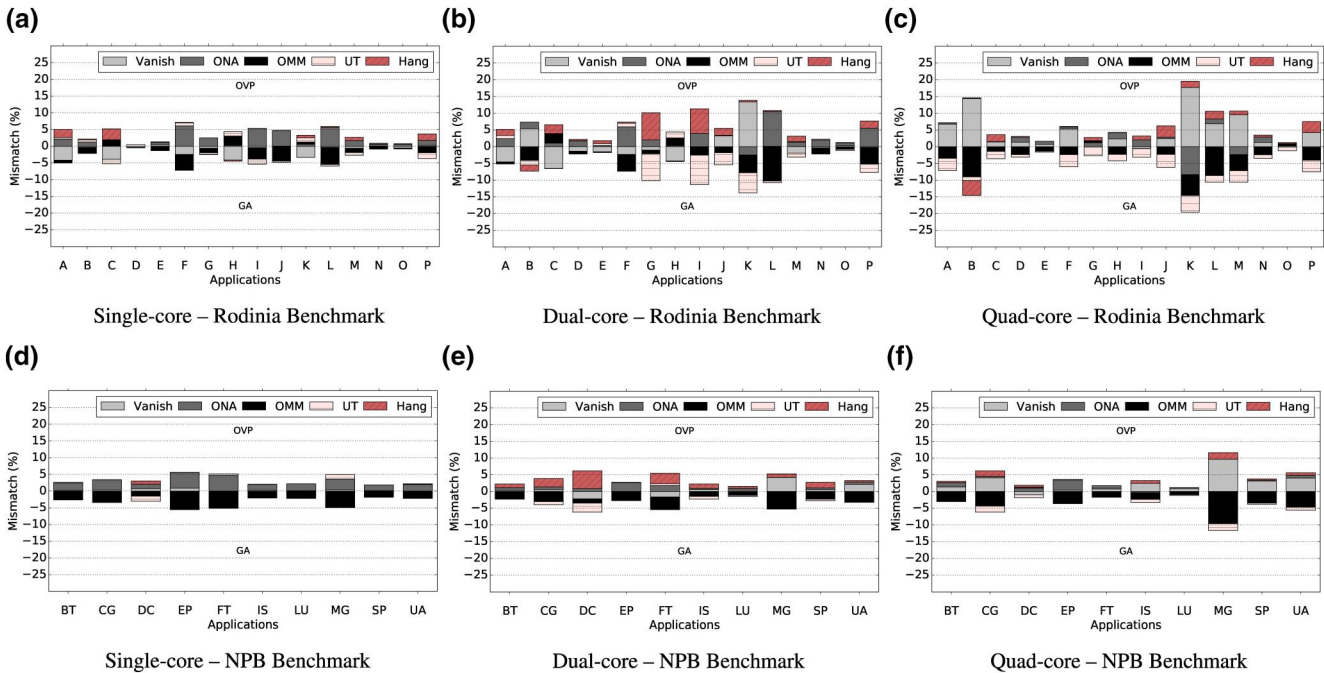 (a)
Vanish ONA OMM UT Hang
Mismatch (%)
25
20
15
10
5
0
−5
−10
−15
−20
−25
OVP
GA
A B C D E F G H I J K L M N O P
Applications
Single-core – Rodinia Benchmark
(b)
Vanish ONA OMM UT Hang
Mismatch (%)
25
20
15
10
5
0
−5
−10
−15
−20
−25
OVP
GA
A B C D E F G H I J K L M N O P
Applications
Dual-core – Rodinia Benchmark
(c)
Vanish ONA OMM UT Hang
Mismatch (%)
25
20
15
10
5
0
−5
−10
−15
−20
−25
OVP
GA
A B C D E F G H I J K L M N O P
Applications
Quad-core – Rodinia Benchmark
(d)
Vanish ONA OMM UT Hang
Mismatch (%)
25
20
15
10
5
0
−5
−10
−15
−20
−25
OVP
GA
BT CG DC EP FT IS LU MG SP UA
Applications
Single-core – NPB Benchmark
(e)
Vanish ONA OMM UT Hang
Mismatch (%)
25
20
15
10
5
0
−5
−10
−15
−20
−25
OVP
GA
BT CG DC EP FT IS LU MG SP UA
Applications
Dual-core – NPB Benchmark
(f)
Vanish ONA OMM UT Hang
Mismatch (%)
25
20
15
10
5
0
−5
−10
−15
−20
−25
OVP
GA
BT CG DC EP FT IS LU MG SP UA
Applications
Quad-core – NPB Benchmark